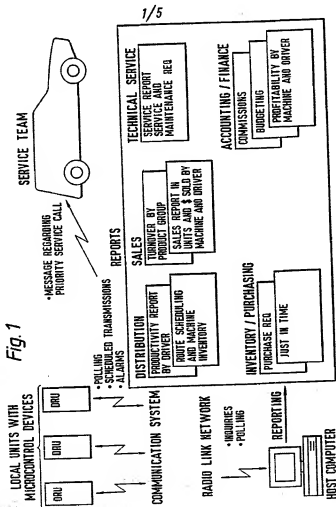 1/5
Fig. 1
LOCAL UNITS WITH
MICROCONTROL DEVICES
DRU
DRU
DRU
•POLLING
•SCHEDULED TRANSMISSIONS
•ALARMS
COMMUNICATION SYSTEM
RADIO LINK NETWORK
•INQUIRIES
•POLLING
HOST COMPUTER
REPORTING
SERVICE TEAM
•MESSAGE REGARDING
PRIORITY SERVICE CALL
REPORTS
DISTRIBUTION
PRODUCTIVITY REPORT
BY DRIVER
ROUTE SCHEDULING
AND MACHINE
INVENTORY
SALES
TURNOVER BY
PRODUCT GROUP
SALES REPORT IN
UNITS AND $ SOLD BY
MACHINE AND DRIVER
TECHNICAL SERVICE
SERVICE REPORT
SERVICE AND
MAINTENANCE REQ
INVENTORY / PURCHASING
PURCHASE REQ
JUST IN TIME
ACCOUNTING / FINANCE
COMMISSIONS
BUDGETING
PROFITABILITY BY
MACHINE AND DRIVER